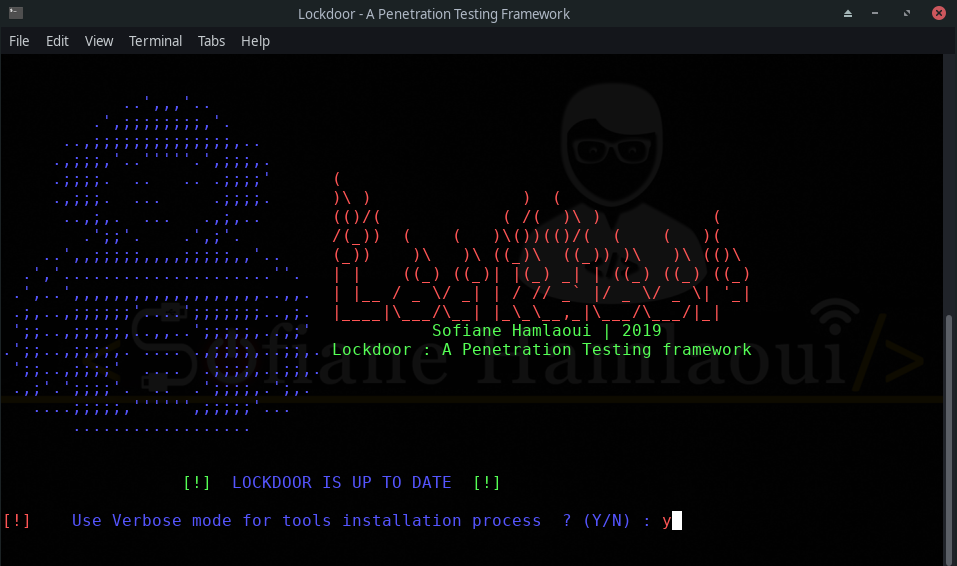 Lockdoor - A Penetration Testing Framework
File Edit View Terminal Tabs Help
Sofiane Hamlaoui | 2019
Lockdoor : A Penetration Testing framework
Sofiane Hamlaoui
[!] LOCKDOOR IS UP TO DATE [!]
[!] Use Verbose mode for tools installation process ? (Y/N) : y